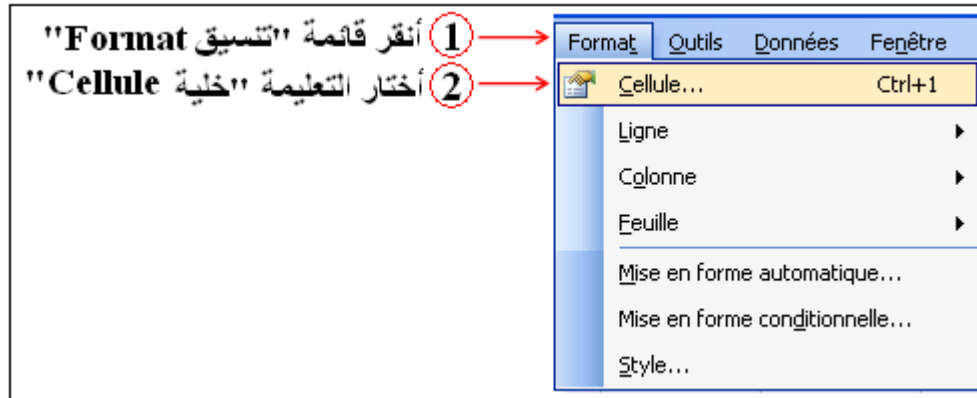 1 أنقر قائمة "تنسيق Format"
2 أختار التعليمة "خلية Cellule"
Format Outils Données Fenêtre
Cellule... Ctrl+1
Ligne
Colonne
Feuille
Mise en forme automatique...
Mise en forme conditionnelle...
Style...